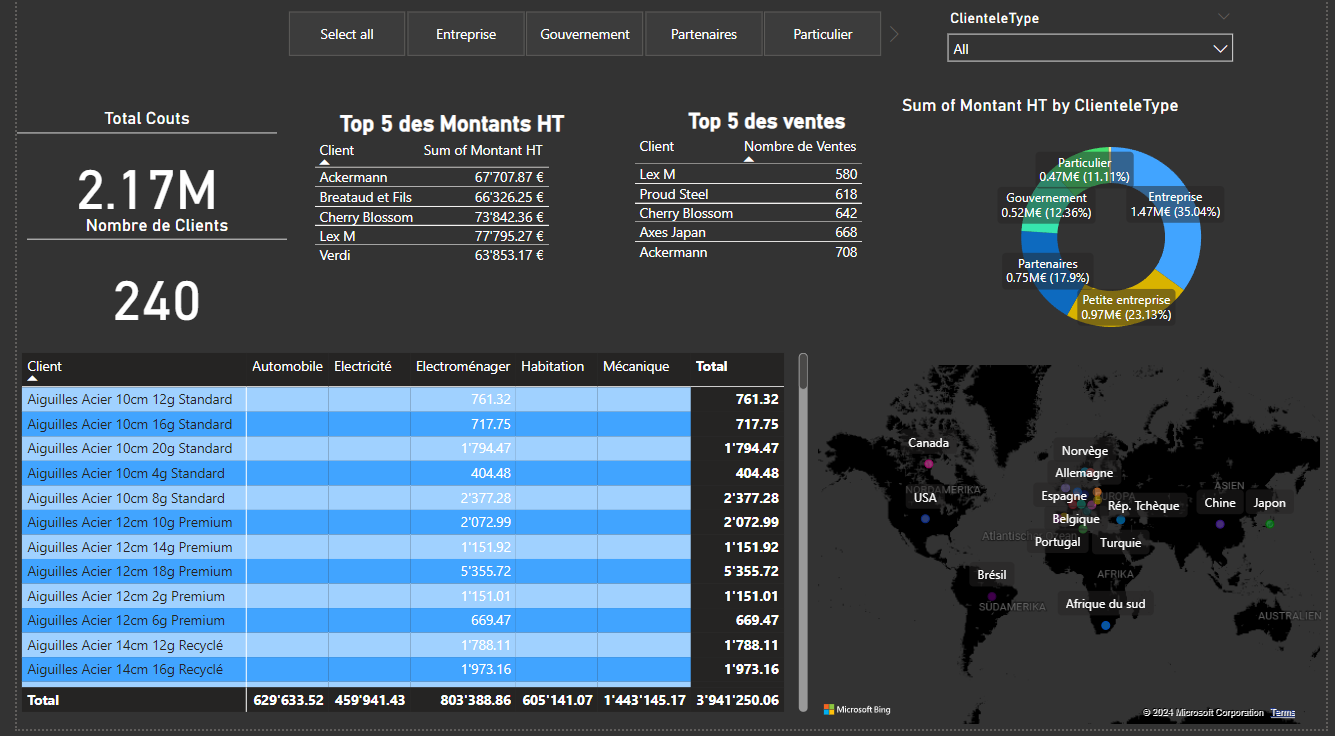 Select all
Entreprise
Gouvernement
Partenaires
Particulier
ClienteleType
All
Total Couts
2.17M
Nombre de Clients
240
Top 5 des Montants HT
Client Sum of Montant HT
Ackermann 67'707.87 €
Breataud et Fils 66'326.25 €
Cherry Blossom 73'842.36 €
Lex M 77'795.27 €
Verdi 63'853.17 €
Top 5 des ventes
Client Nombre de Ventes
Lex M 580
Proud Steel 618
Cherry Blossom 642
Axes Japan 668
Ackermann 708
Sum of Montant HT by ClienteleType
Particulier
0.47M€ (11.11%)
Gouvernement
0.52M€ (12.36%)
Entreprise
1.47M€ (35.04%)
Partenaires
0.75M€ (17.9%)
Petite entreprise
0.97M€ (23.13%)
Client Automobile Electricité Electroménager Habitation Mécanique Total
Aiguilles Acier 10cm 12g Standard 761.32 761.32
Aiguilles Acier 10cm 16g Standard 717.75 717.75
Aiguilles Acier 10cm 20g Standard 1'794.47 1'794.47
Aiguilles Acier 10cm 4g Standard 404.48 404.48
Aiguilles Acier 10cm 8g Standard 2'377.28 2'377.28
Aiguilles Acier 12cm 10g Premium 2'072.99 2'072.99
Aiguilles Acier 12cm 14g Premium 1'151.92 1'151.92
Aiguilles Acier 12cm 18g Premium 5'355.72 5'355.72
Aiguilles Acier 12cm 2g Premium 1'151.01 1'151.01
Aiguilles Acier 12cm 6g Premium 669.47 669.47
Aiguilles Acier 14cm 12g Recyclé 1'788.11 1'788.11
Aiguilles Acier 14cm 16g Recyclé 1'973.16 1'973.16
Total 629'633.52 459'941.43 803'388.86 605'141.07 1'443'145.17 3'941'250.06
Canada
Norvège
Allemagne
NORDAMERIKA
USA
Espagne
EUROPA
Rép. Tchèque
ASIEN
Chine
Japon
Belgique
Atlantischer Ozean
Portugal
Turquie
Brésil
AFRIKA
SÜDAMERIKA
Afrique du sud
AUSTRALIEN
Microsoft Bing
© 2024 Microsoft Corporation Terms